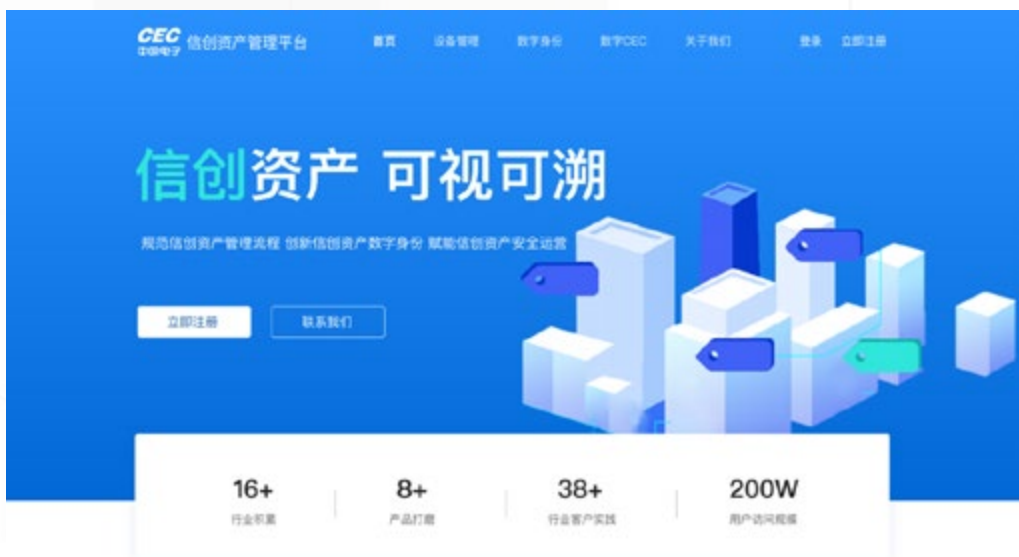 CEC
中国电子
信创资产管理平台
首页 设备管理 数字身份 数字CEC 关于我们 登录 立即注册
信创资产 可视可溯
规范信创资产管理流程 创新信创资产数字身份 赋能信创资产安全运营
立即注册 联系我们
16+ 8+ 38+ 200W
行业积累 产品打磨 行业客户实践 用户访问规模